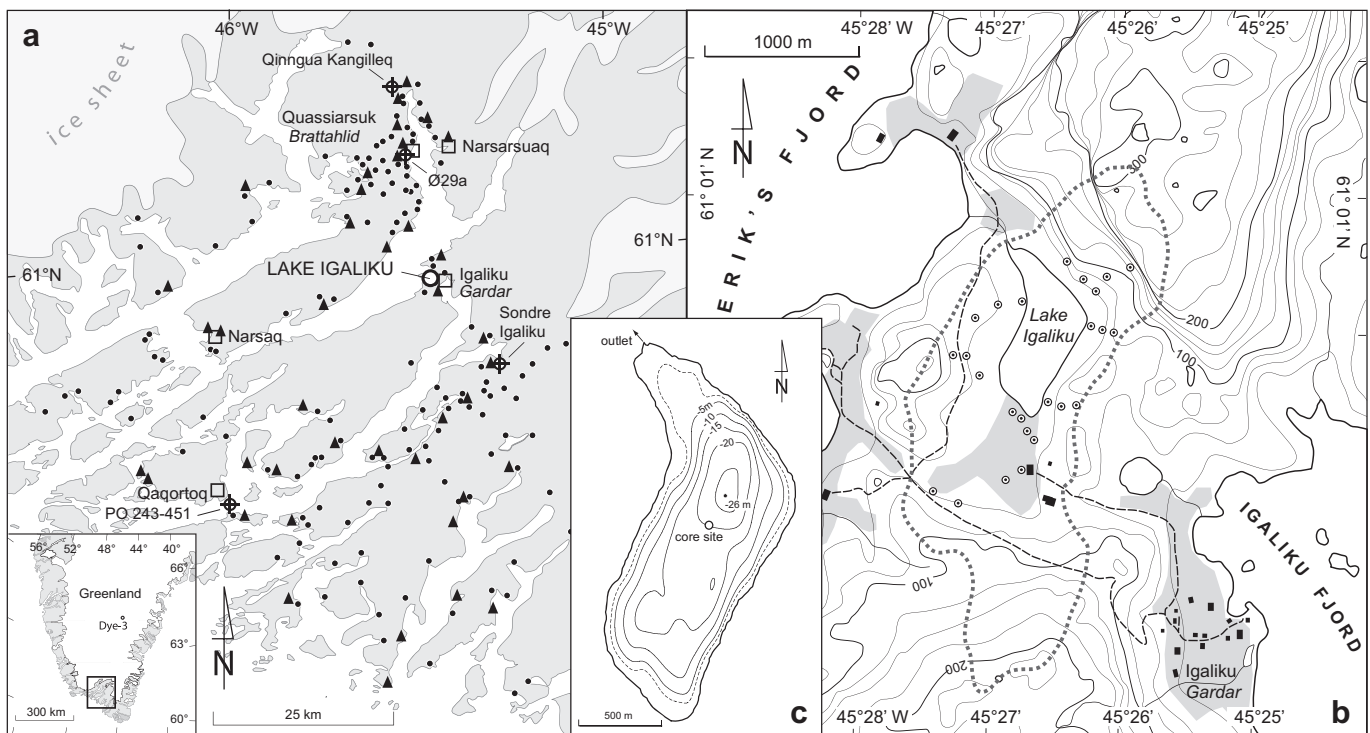 a
46°W
45°W
ice sheet
Qinngua Kangilleq
Quassiarsuk
Brattahlid
Narsarsuaq
Ø29a
61°N
61°N
LAKE IGALIKU
Igaliku
Gardar
Sondre
Igaliku
Narsaq
Qaqortoq
PO 243-451
56°
52°
48°
44°
40°
66°
Greenland
Dye-3
63°
60°
300 km
N
25 km
outlet
N
-5m
-10
-15
-20
-26 m
core site
500 m
c
45°28' W
45°27'
45°26'
45°25'
1000 m
N
ERIK'S FJORD
61° 01' N
61° 01' N
300
200
100
Lake
Igaliku
100
200
IGALIKU FJORD
Igaliku
Gardar
45°28' W
45°27'
45°26'
45°25'
b